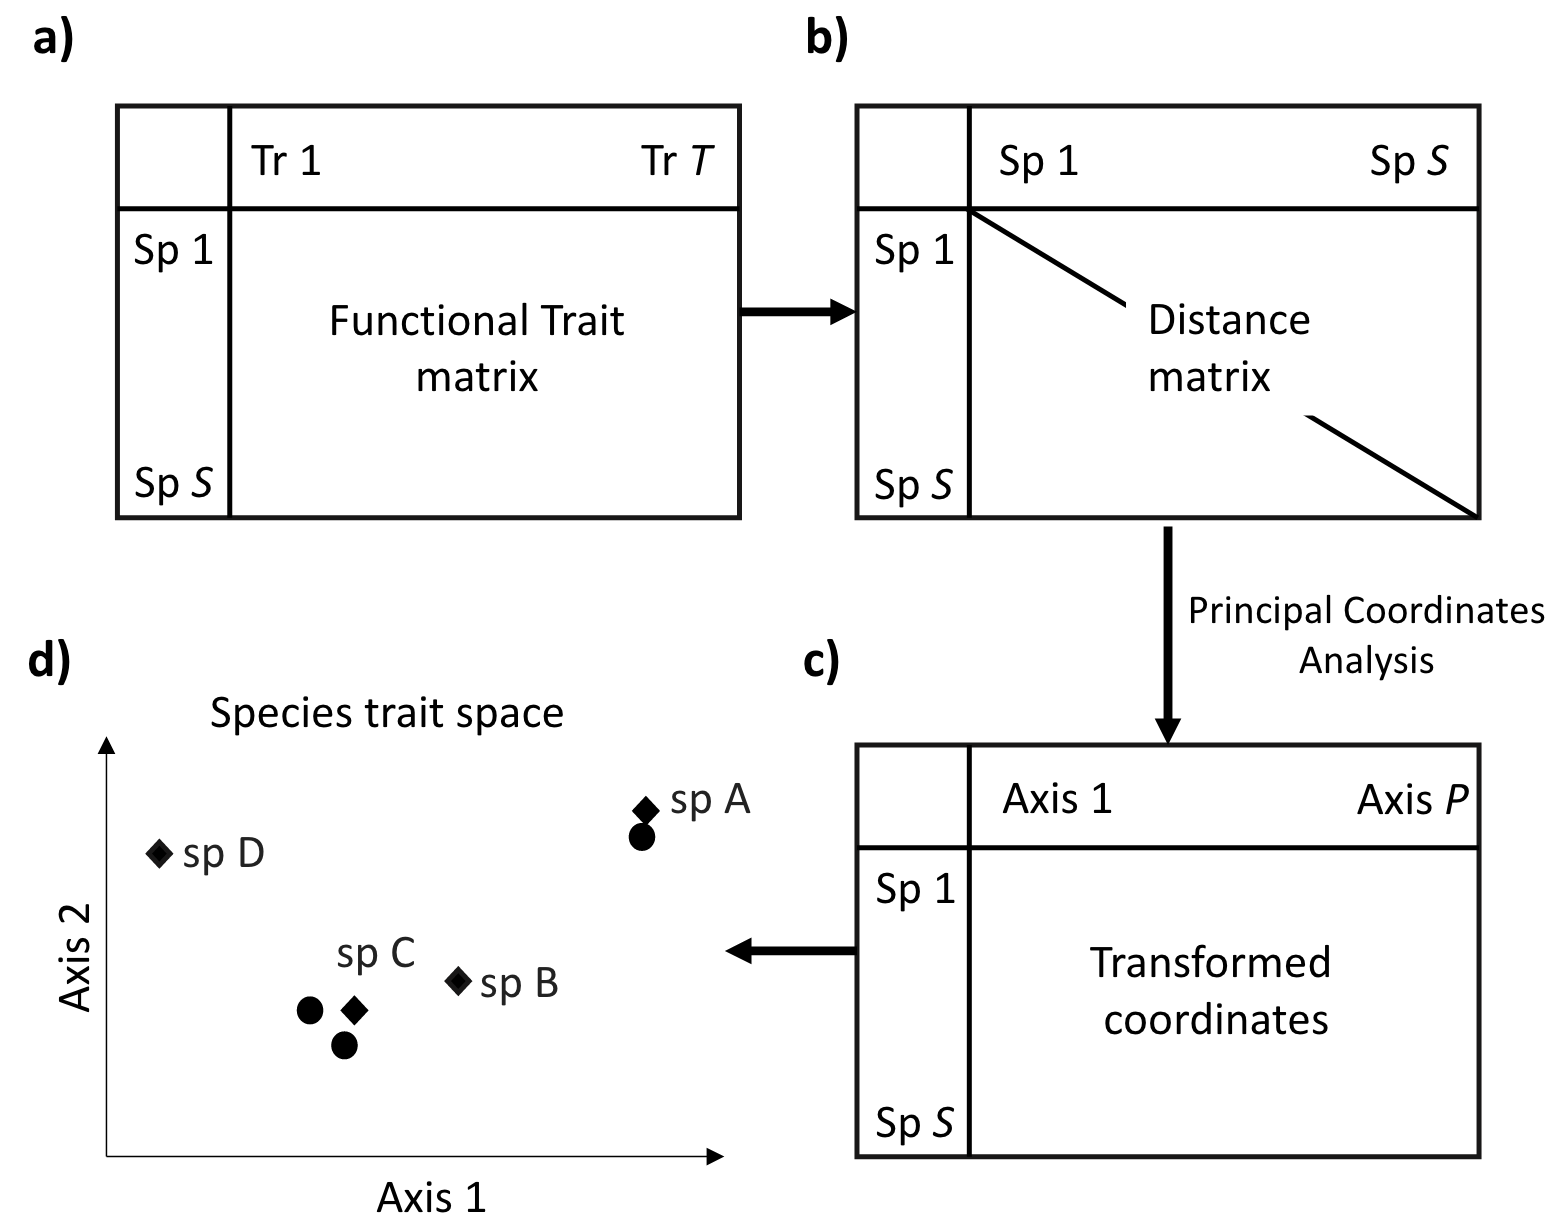 a)
Tr 1 Tr T
Sp 1
Functional Trait
matrix
Sp S
b)
Sp 1 Sp S
Sp 1
Distance
matrix
Sp S
Principal Coordinates
Analysis
c)
Axis 1 Axis P
Sp 1
Transformed
coordinates
Sp S
d)
Species trait space
sp A
sp D
sp C
sp B
Axis 2
Axis 1